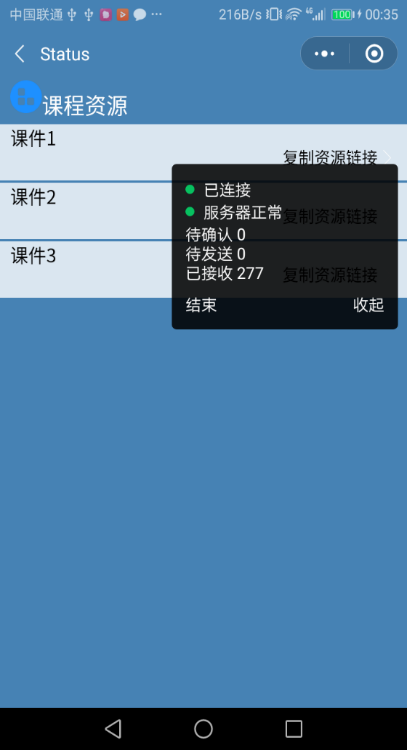 中国联通 216B/s 4G 100 00:35
Status
课程资源
课件1
复制资源链接
课件2
复制资源链接
课件3
复制资源链接
已连接
服务器正常
待确认 0
待发送 0
已接收 277
结束 收起